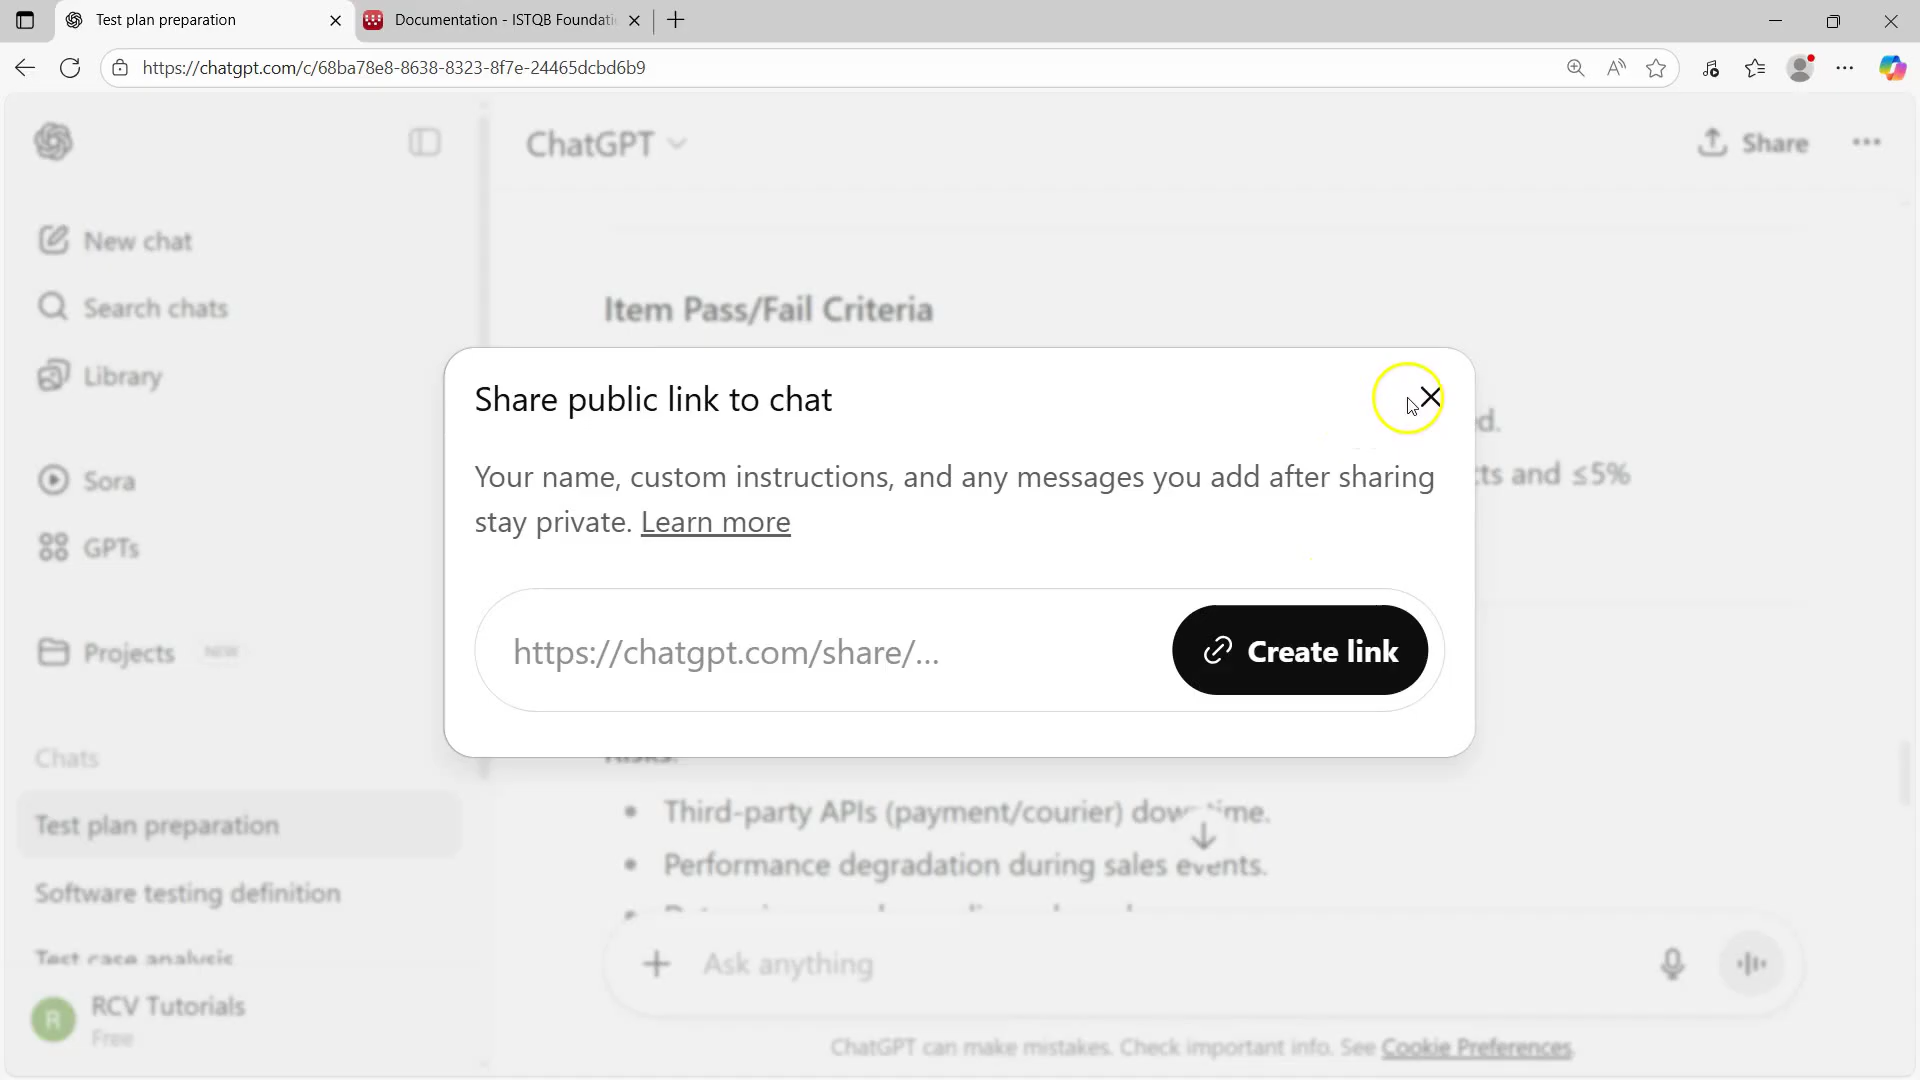 Test plan preparation
Documentation - ISTQB Foundati
https://chatgpt.com/c/68ba78e8-8638-8323-8f7e-24465dcbd6b9
ChatGPT
Share
New chat
Search chats
Library
Sora
GPTs
Projects NEW
Chats
Test plan preparation
Software testing definition
Test case analysis
RCV Tutorials
R
Free
Item Pass/Fail Criteria
ed.
cts and ≤5%
Share public link to chat
Your name, custom instructions, and any messages you add after sharing
stay private. Learn more
https://chatgpt.com/share/...
Create link
Risks:
Third-party APIs (payment/courier) downtime.
Performance degradation during sales events.
Ask anything
ChatGPT can make mistakes. Check important info. See Cookie Preferences.